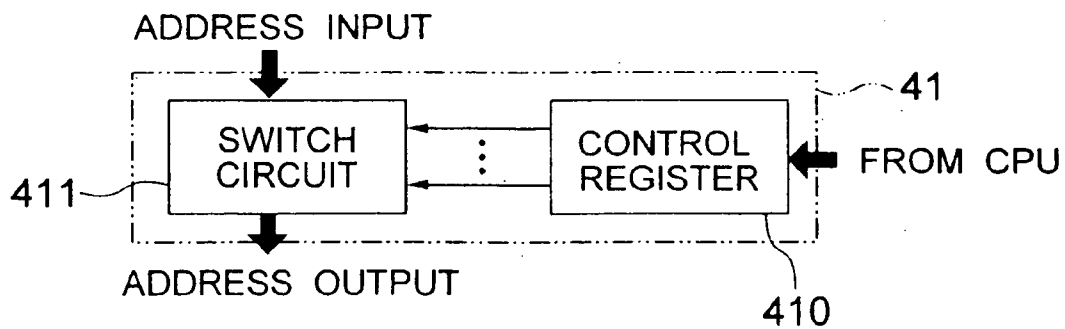 ADDRESS INPUT
41
SWITCH
CIRCUIT
CONTROL
REGISTER
FROM CPU
411
ADDRESS OUTPUT
410